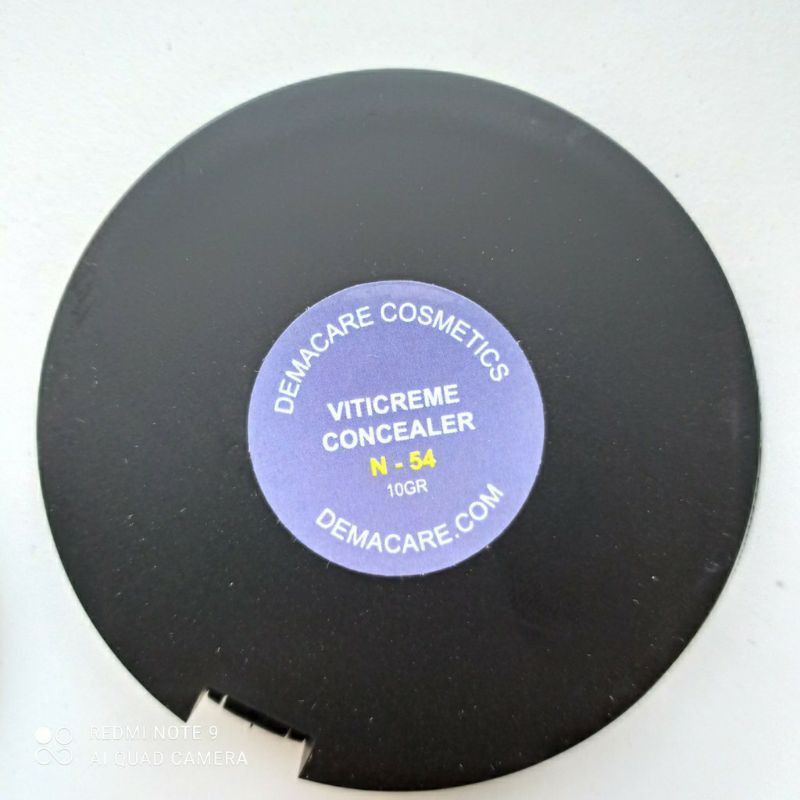 DEMACARE COSMETICS
VITICREME
CONCEALER
N - 54
10GR
DEMACARE.COM
REDMI NOTE 9
AI QUAD CAMERA